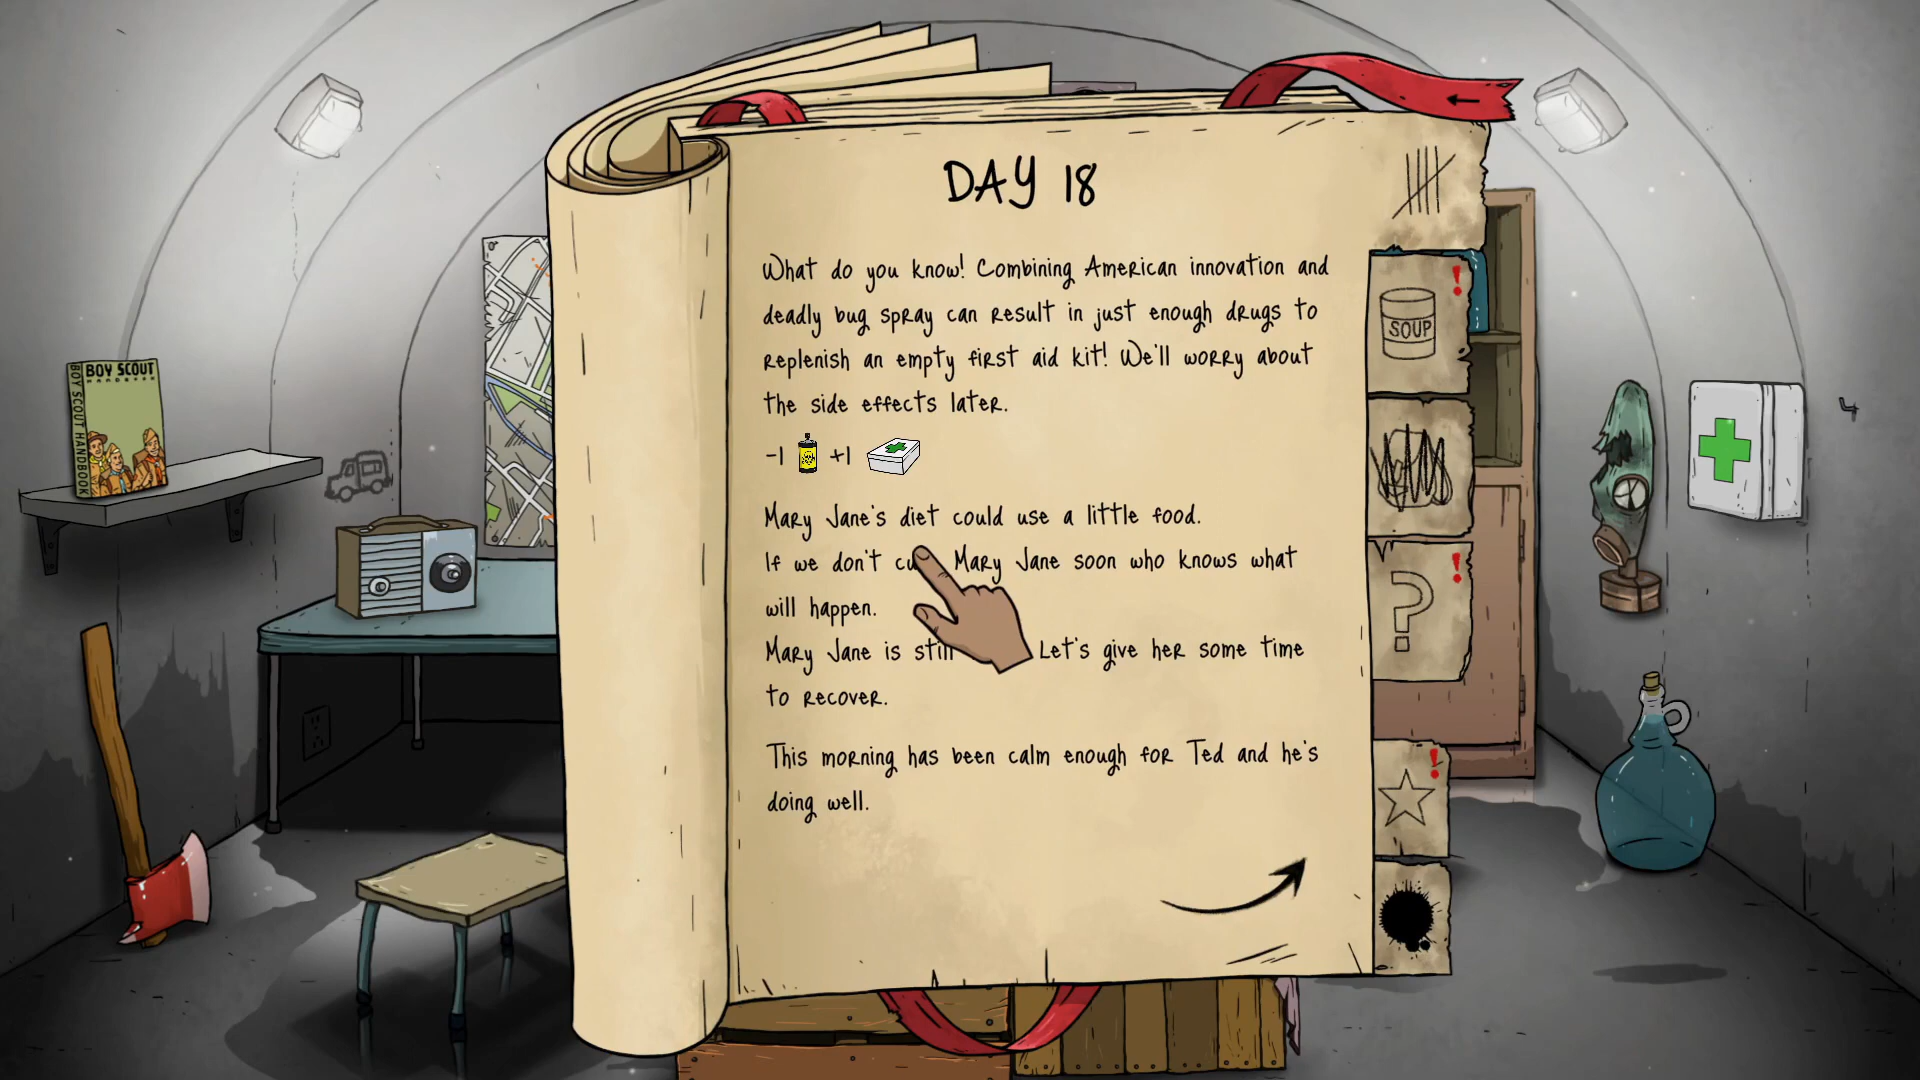 DAY 18
What do you know! Combining American innovation and
deadly bug spray can result in just enough drugs to
replenish an empty first aid kit! We'll worry about
the side effects later.
-1 +1
Mary Jane's diet could use a little food.
If we don't Mary Jane soon who knows what
will happen.
Mary Jane is still Let's give her some time
to recover.
This morning has been calm enough for Ted and he's
doing well.
SOUP
BOY SCOUT
HANDBOOK
BOY SCOUT HANDBOOK